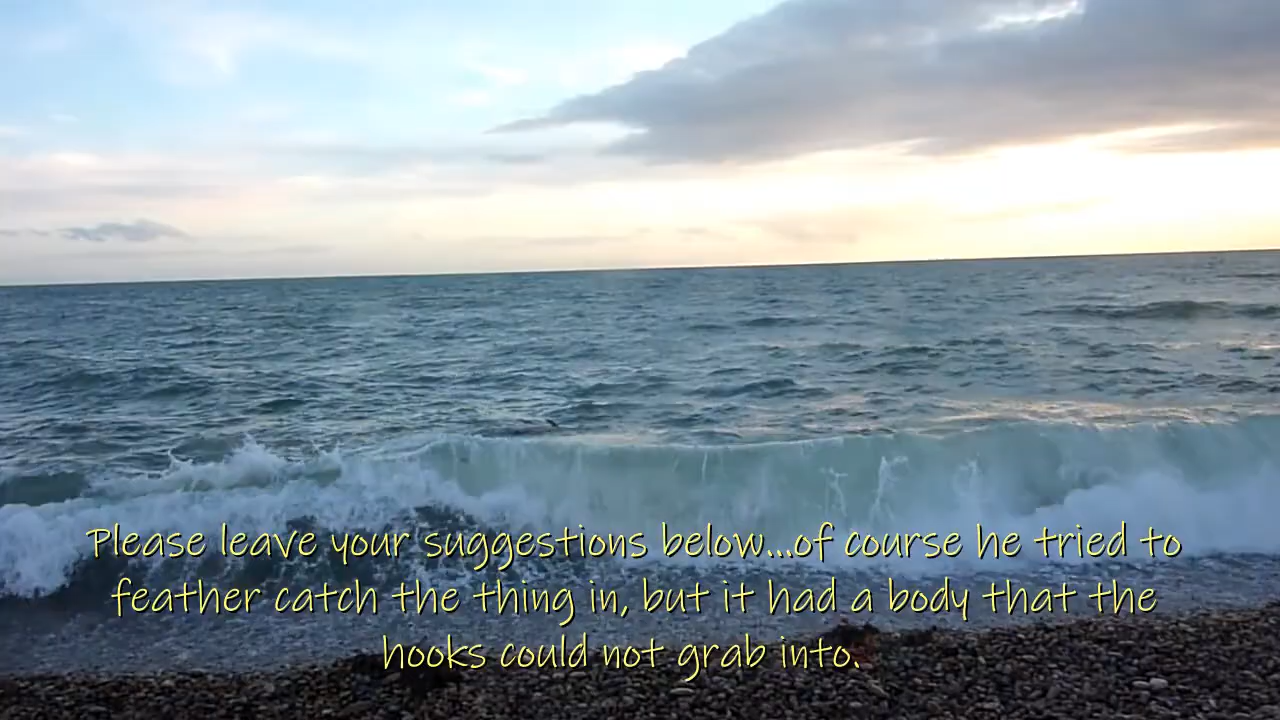 Please leave your suggestions below...of course he tried to
feather catch the thing in, but it had a body that the
hooks could not grab into.